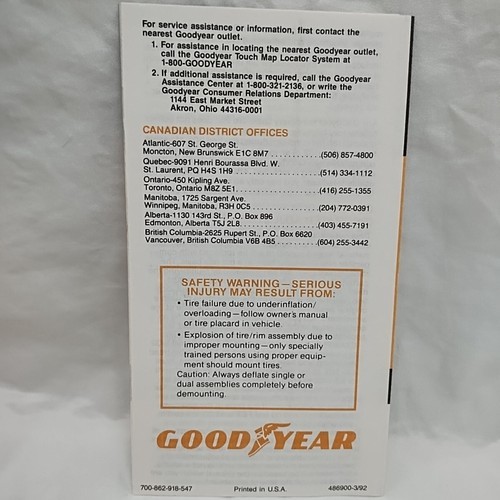 For service assistance or information, first contact the
nearest Goodyear outlet.
1. For assistance in locating the nearest Goodyear outlet,
call the Goodyear Touch Map Locator System at
1-800-GOODYEAR
2. If additional assistance is required, call the Goodyear
Assistance Center at 1-800-321-2136, or write the
Goodyear Consumer Relations Department:
1144 East Market Street
Akron, Ohio 44316-0001
CANADIAN DISTRICT OFFICES
Atlantic-607 St. George St.
Moncton, New Brunswick E1C 8M7 ............(506) 857-4800
Quebec-9091 Henri Bourassa Blvd. W.
St. Laurent, PQ H4S 1H9 ....................(514) 334-1112
Ontario-450 Kipling Ave.
Toronto, Ontario M8Z 5E1....................(416) 255-1355
Manitoba, 1725 Sargent Ave.
Winnipeg, Manitoba, R3H 0C5 ................(204) 772-0391
Alberta-1130 143rd St., P.O. Box 896
Edmonton, Alberta T5J 2L8...................(403) 455-7191
British Columbia-2625 Rupert St., P.O. Box 6620
Vancouver, British Columbia V6B 4B5 ..........(604) 255-3442
SAFETY WARNING—SERIOUS
INJURY MAY RESULT FROM:
• Tire failure due to underinflation/
overloading—follow owner's manual
or tire placard in vehicle.
• Explosion of tire/rim assembly due to
improper mounting—only specially
trained persons using proper equip-
ment should mount tires.
Caution: Always deflate single or
dual assemblies completely before
demounting.
GOODYEAR
700-862-918-547 Printed in U.S.A. 486900-3/92